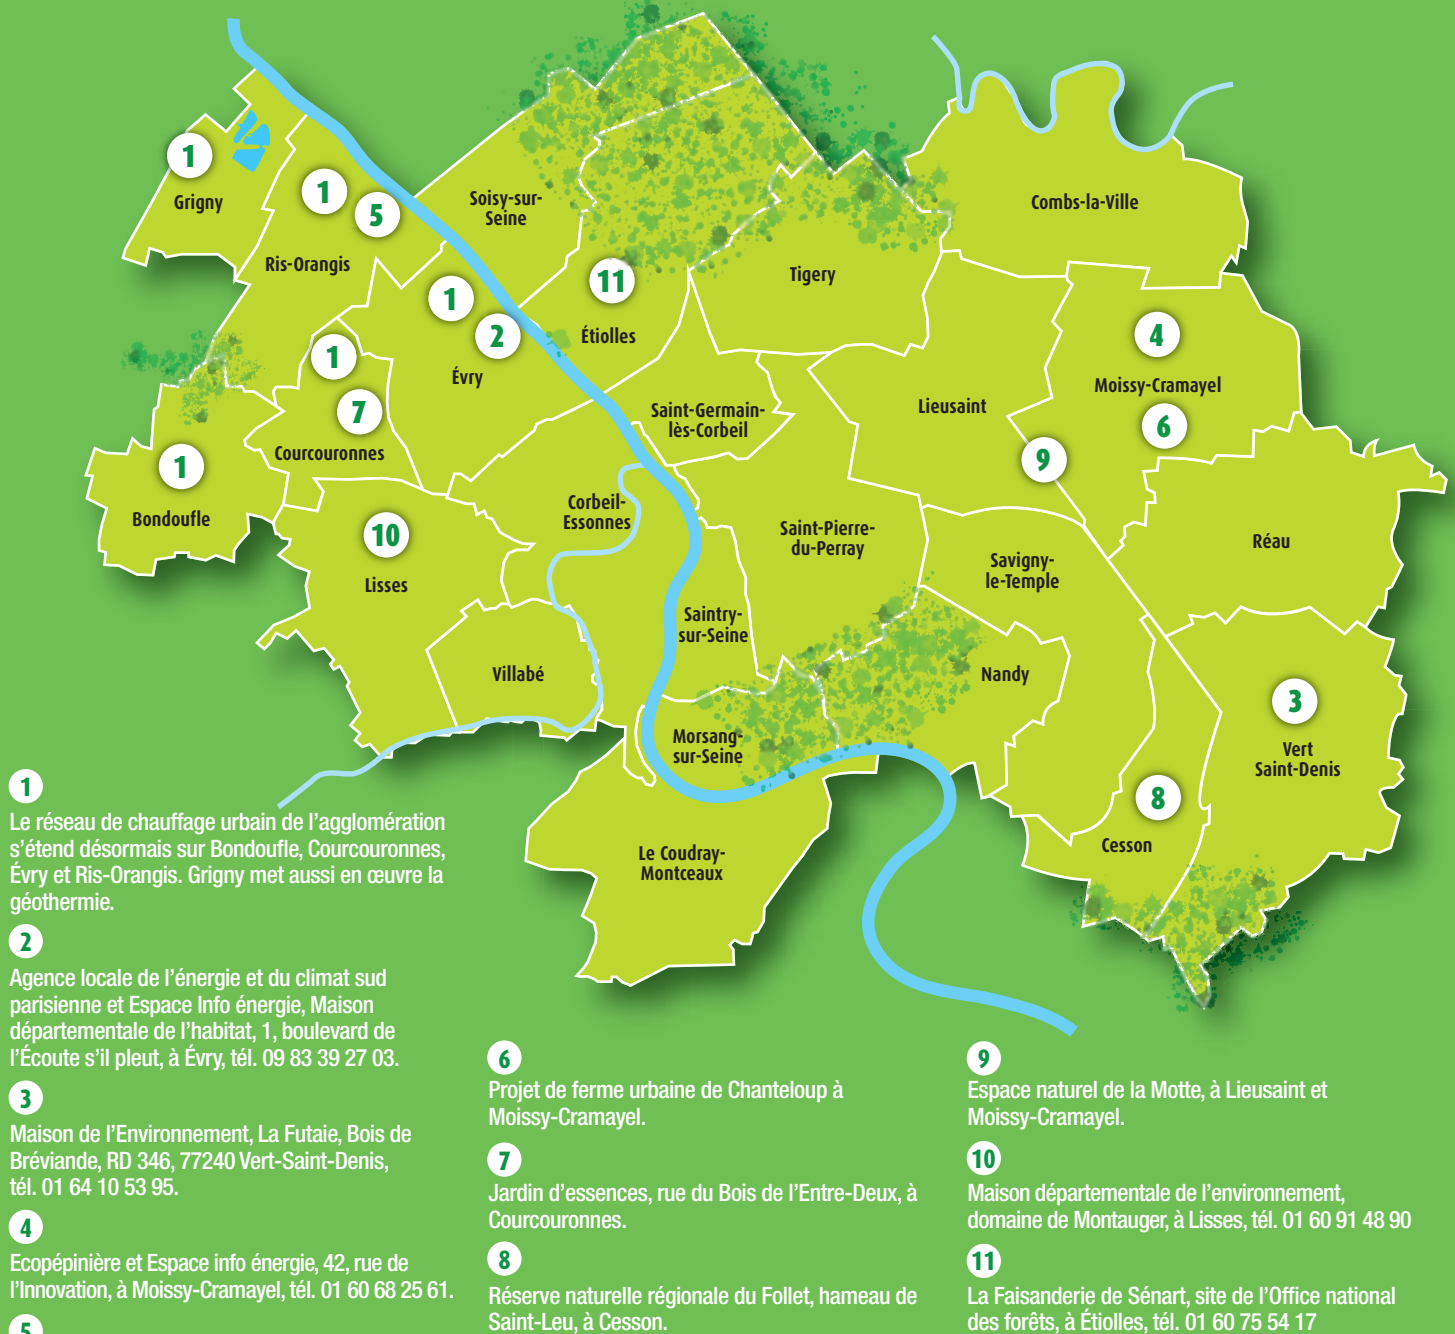 1
Grigny
1
5
Ris-Orangis
Soisy-sur-
Seine
Combs-la-Ville
Tigery
11
Étiolles
1
2
Évry
4
Moissy-Cramayel
6
1
7
Courcouronnes
Saint-Germain-
lès-Corbeil
Lieusaint
9
1
Bondoufle
Corbeil-
Essonnes
10
Lisses
Saint-Pierre-
du-Perray
Réau
Savigny-
le-Temple
Saintry-
sur-Seine
Villabé
Nandy
3
Vert
Saint-Denis
Morsang-
sur-Seine
8
Cesson
Le Coudray-
Montceaux
1
Le réseau de chauffage urbain de l’agglomération
s’étend désormais sur Bondoufle, Courcouronnes,
Évry et Ris-Orangis. Grigny met aussi en œuvre la
géothermie.
2
Agence locale de l’énergie et du climat sud
parisienne et Espace Info énergie, Maison
départementale de l’habitat, 1, boulevard de
l’Écoute s’il pleut, à Évry, tél. 09 83 39 27 03.
3
Maison de l’Environnement, La Futaie, Bois de
Bréviande, RD 346, 77240 Vert-Saint-Denis,
tél. 01 64 10 53 95.
4
Ecopépinière et Espace info énergie, 42, rue de
l’Innovation, à Moissy-Cramayel, tél. 01 60 68 25 61.
5
6
Projet de ferme urbaine de Chanteloup à
Moissy-Cramayel.
7
Jardin d’essences, rue du Bois de l’Entre-Deux, à
Courcouronnes.
8
Réserve naturelle régionale du Follet, hameau de
Saint-Leu, à Cesson.
9
Espace naturel de la Motte, à Lieusaint et
Moissy-Cramayel.
10
Maison départementale de l’environnement,
domaine de Montauger, à Lisses, tél. 01 60 91 48 90
11
La Faisanderie de Sénart, site de l’Office national
des forêts, à Étiolles, tél. 01 60 75 54 17